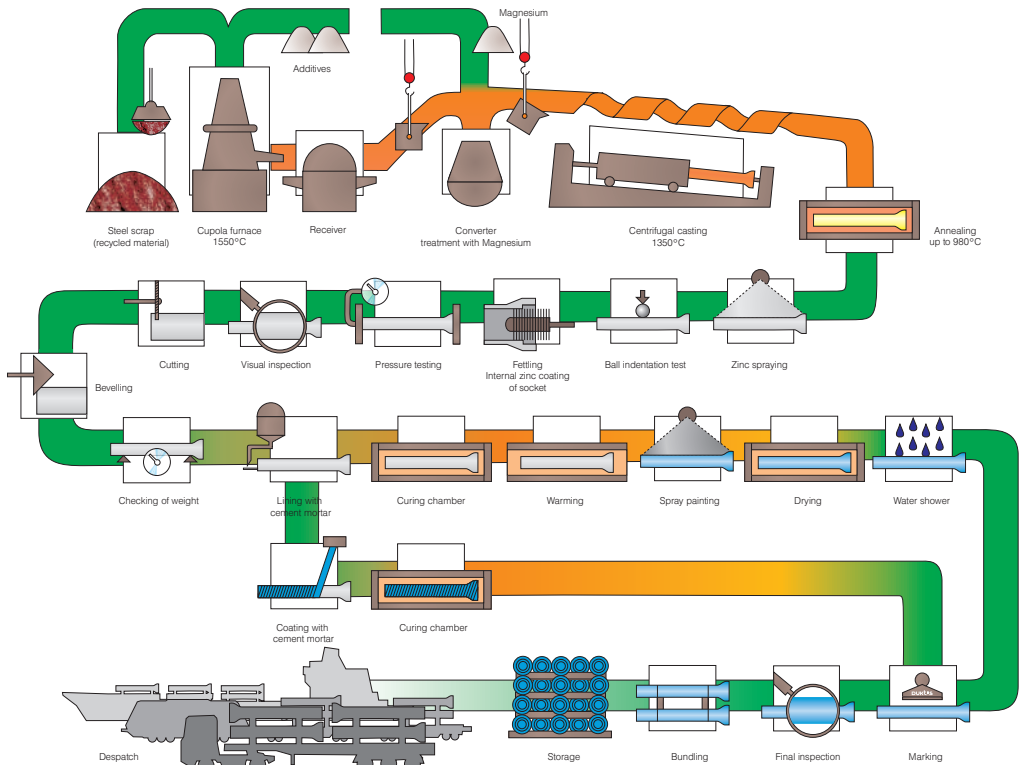 Magnesium
Additives
Steel scrap
(recycled material)
Cupola furnace
1550°C
Receiver
Converter
treatment with Magnesium
Centrifugal casting
1350°C
Annealing
up to 980°C
Cutting
Visual inspection
Pressure testing
Fettling
Internal zinc coating
of socket
Ball indentation test
Zinc spraying
Bevelling
Checking of weight
Lining with
cement mortar
Curing chamber
Warming
Spray painting
Drying
Water shower
Coating with
cement mortar
Curing chamber
Despatch
Storage
Bundling
Final inspection
Marking